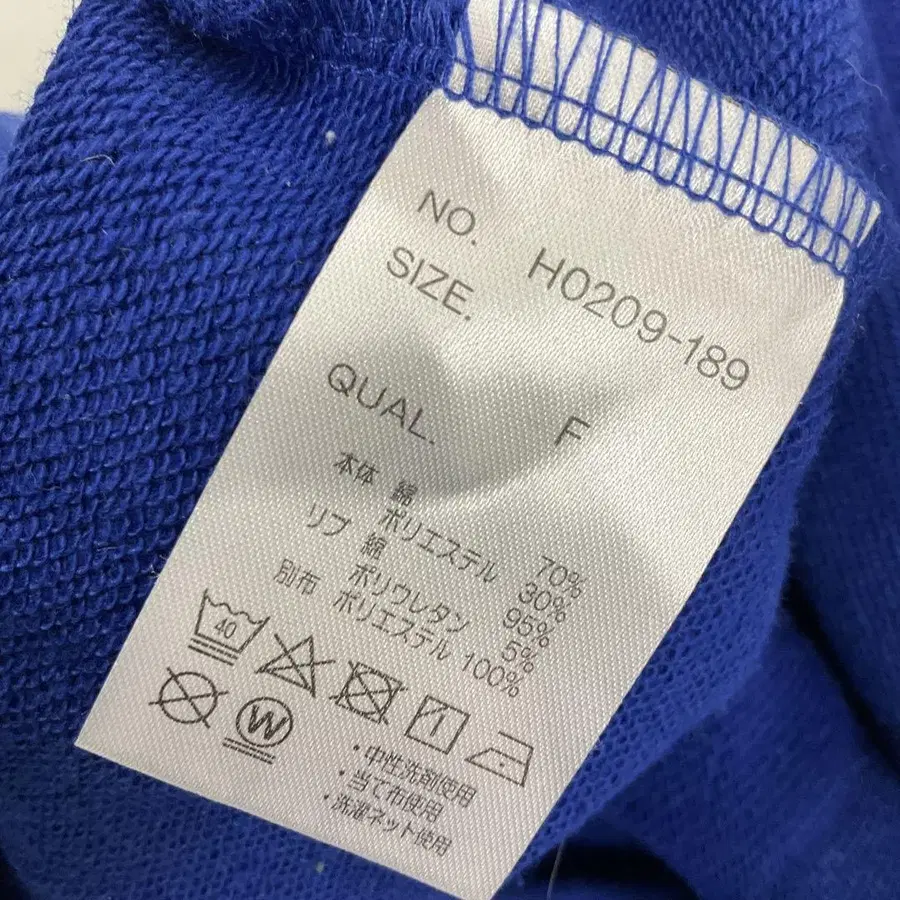 NO. H0209-189
SIZE. F
QUAL.
本体 綿 70%
ポリエステル 30%
リブ 綿 95%
ポリウレタン 5%
別布 ポリエステル 100%
40
W
・中性洗剤使用
・当て布使用
・洗濯ネット使用